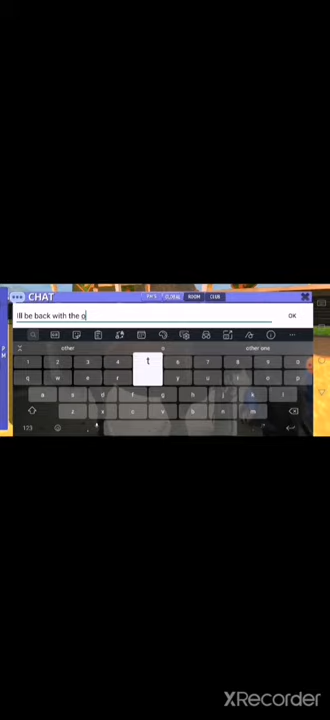 CHAT
GLOBAL
ROOM
CLUB
Ill be back with the o
OK
other
o
other one
1 2 3 4 t 6 7 8 9 0
q w e r y u i o p
a s d f g h j k l
z x c v b n m
123
P
M
XRecorder